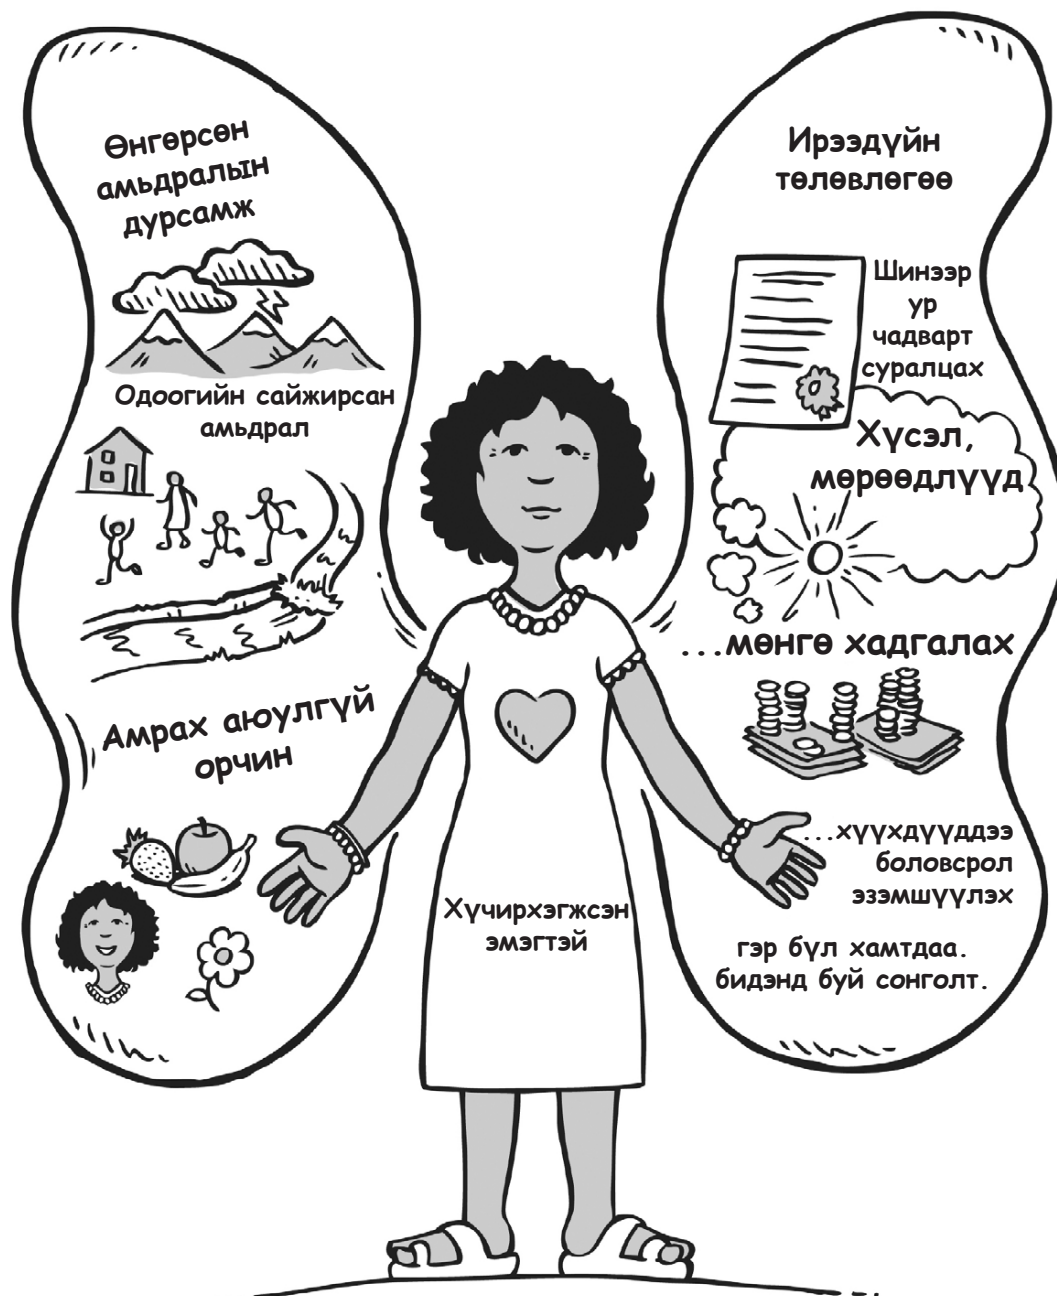 Өнгөрсөн
амьдралын
дурсамж
Одоогийн сайжирсан
амьдрал
Амрах аюулгүй
орчин
Хүчирхэгжсэн
эмэгтэй
Ирээдүйн
төлөвлөгөө
Шинээр
ур
чадварт
суралцах
Хүсэл,
мөрөөдлүүд
...мөнгө хадгалах
...хүүхдүүддээ
боловсрол
эзэмшүүлэх
гэр бүл хамтдаа.
бидэнд буй сонголт.